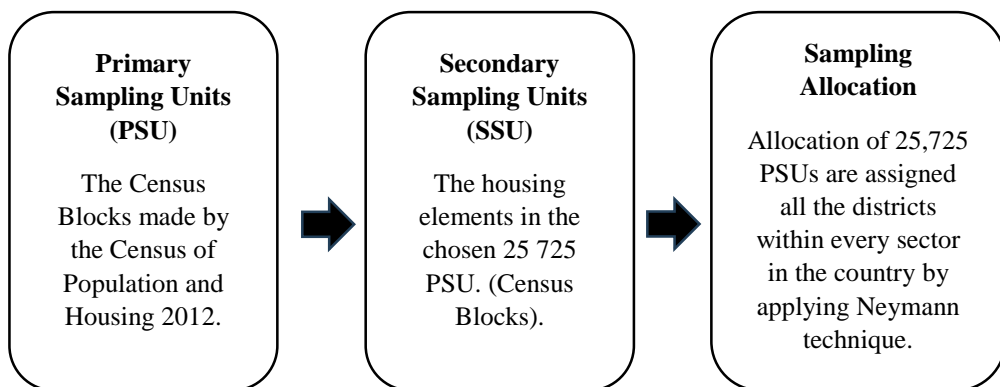 Primary
Sampling Units
(PSU)
The Census
Blocks made by
the Census of
Population and
Housing 2012.
Secondary
Sampling Units
(SSU)
The housing
elements in the
chosen 25 725
PSU. (Census
Blocks).
Sampling
Allocation
Allocation of 25,725
PSUs are assigned
all the districts
within every sector
in the country by
applying Neymann
technique.